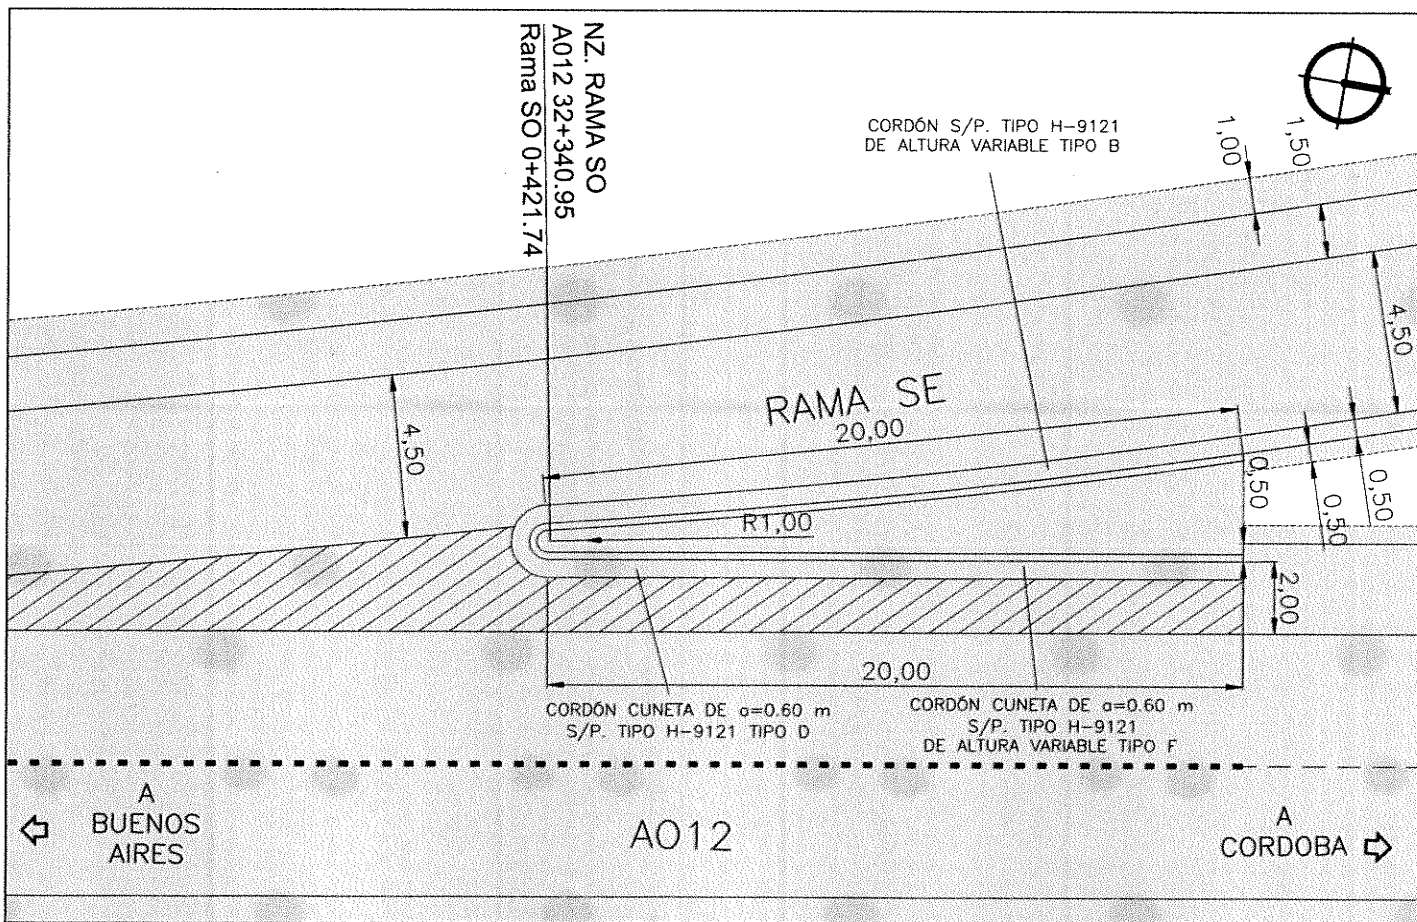 NZ. RAMA SO
A012 32+340.95
Rama SO 0+421.74
CORDÓN S/P. TIPO H-9121
DE ALTURA VARIABLE TIPO B
1,00
1,50
4,50
RAMA SE
20,00
4,50
0,50
0,50
0,50
R1,00
2,00
20,00
CORDÓN CUNETA DE a=0.60 m
S/P. TIPO H-9121 TIPO D
CORDÓN CUNETA DE a=0.60 m
S/P. TIPO H-9121
DE ALTURA VARIABLE TIPO F
A
BUENOS
AIRES
AO12
A
CORDOBA